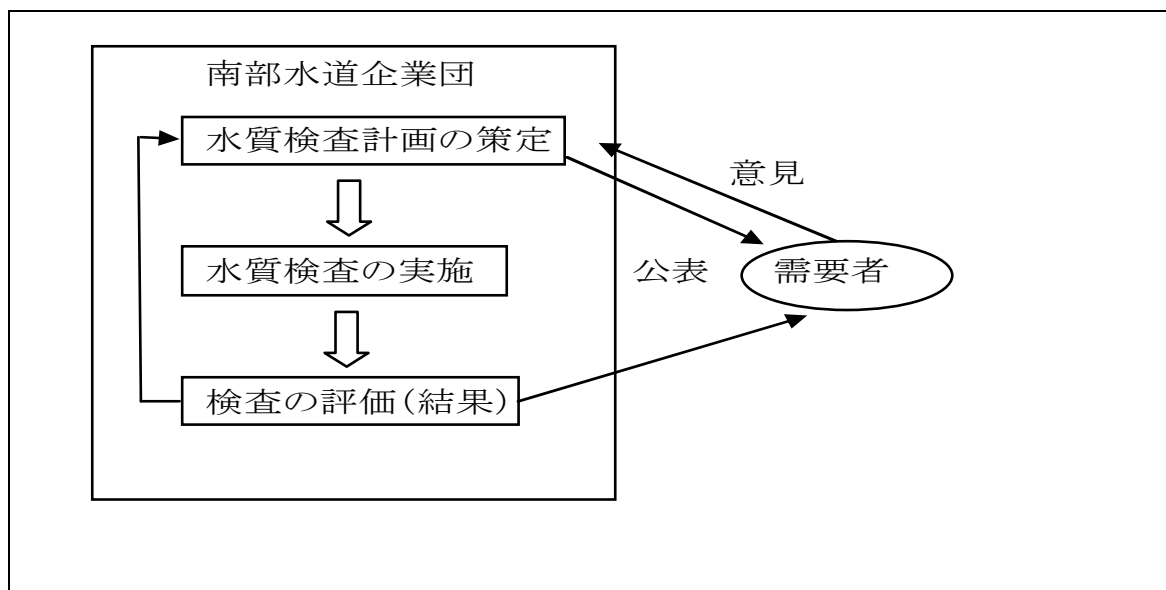 南部水道企業団
水質検査計画の策定
意見
水質検査の実施
公表
需要者
検査の評価(結果)